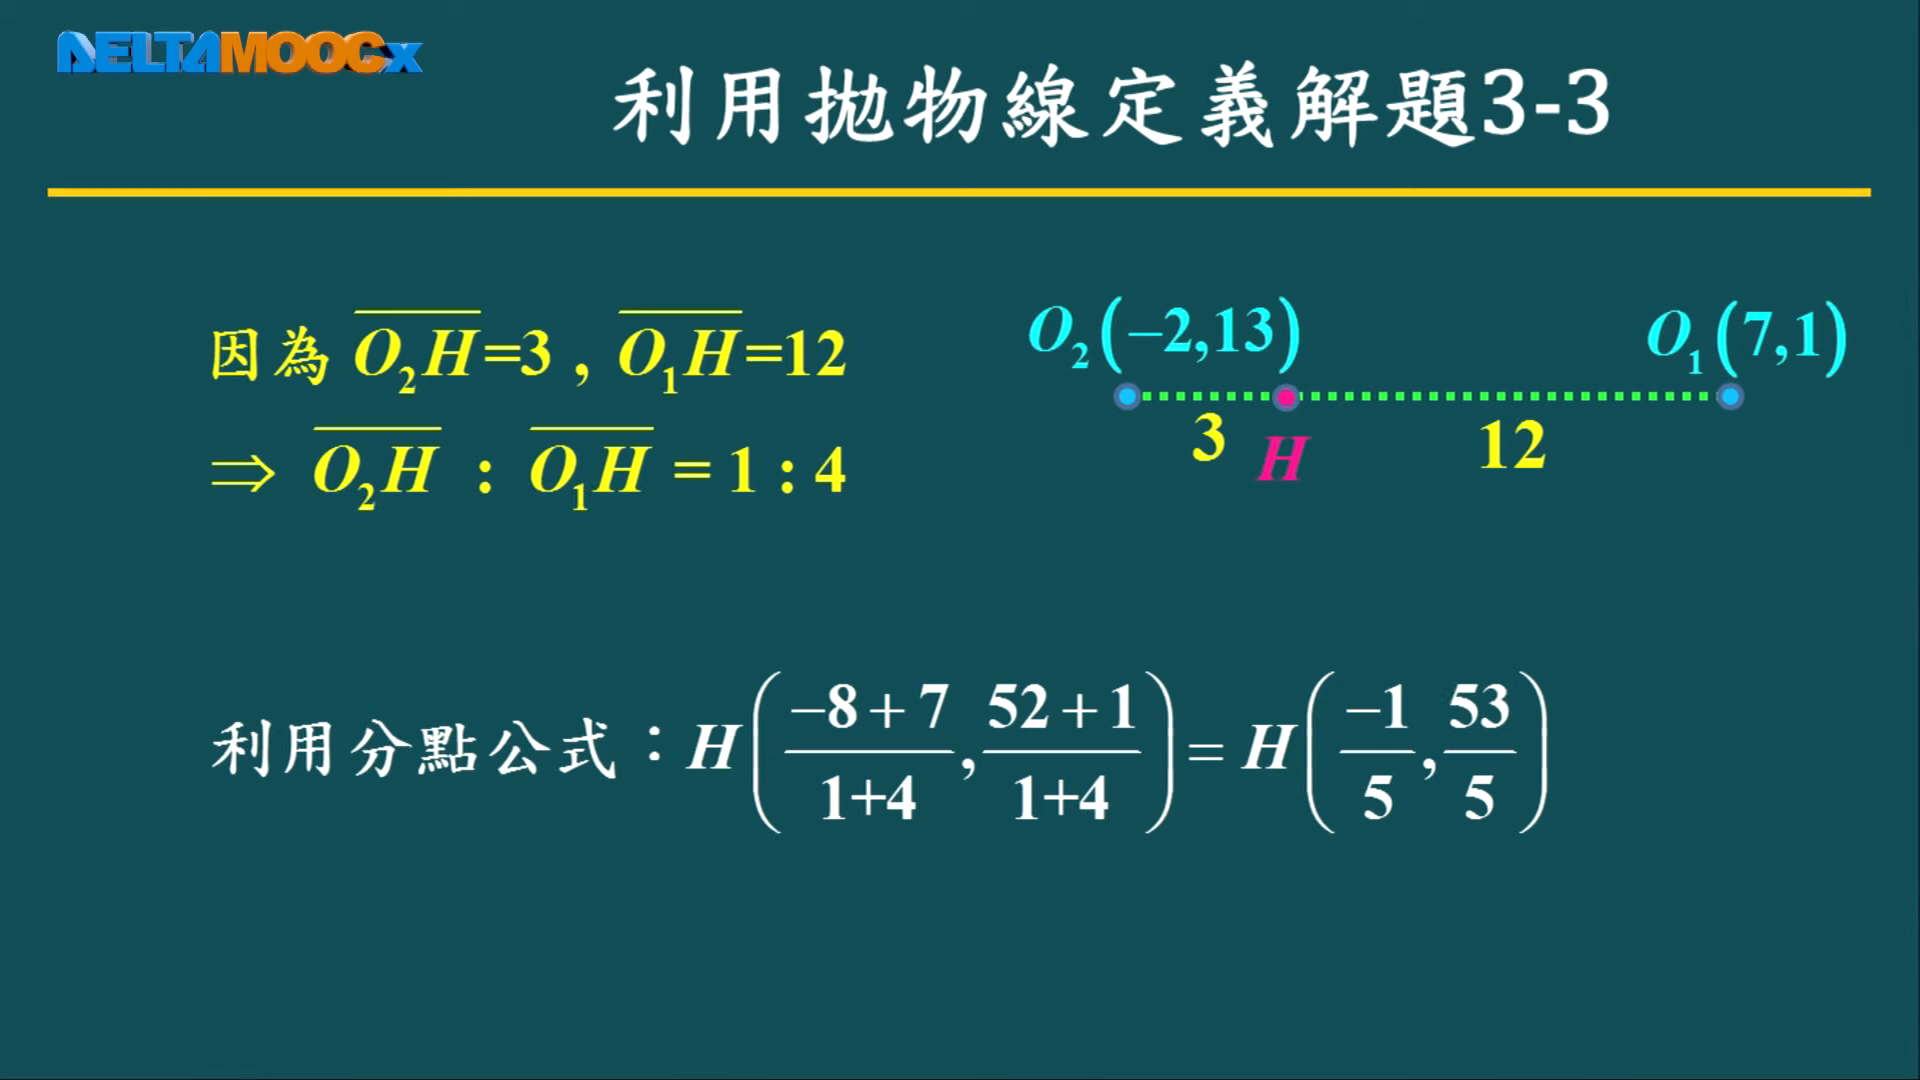 DELTAMOOCx
利用拋物線定義解題3-3
因為 O₂H=3 , O₁H=12
⇒ O₂H : O₁H = 1 : 4
O₂(−2,13)
O₁(7,1)
3
H
12
利用分點公式：H((−8+7)/(1+4), (52+1)/(1+4)) = H(−1/5, 53/5)